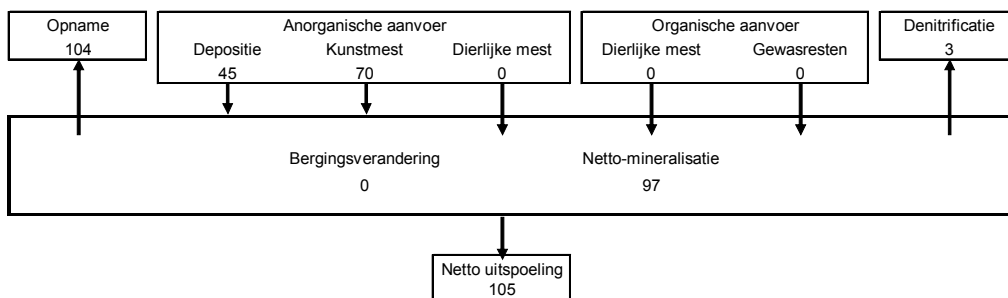 Opname
104
Anorganische aanvoer
Depositie Kunstmest Dierlijke mest
45 70 0
Organische aanvoer
Dierlijke mest Gewasresten
0 0
Denitrificatie
3
Bergingsverandering Netto-mineralisatie
0 97
Netto uitspoeling
105